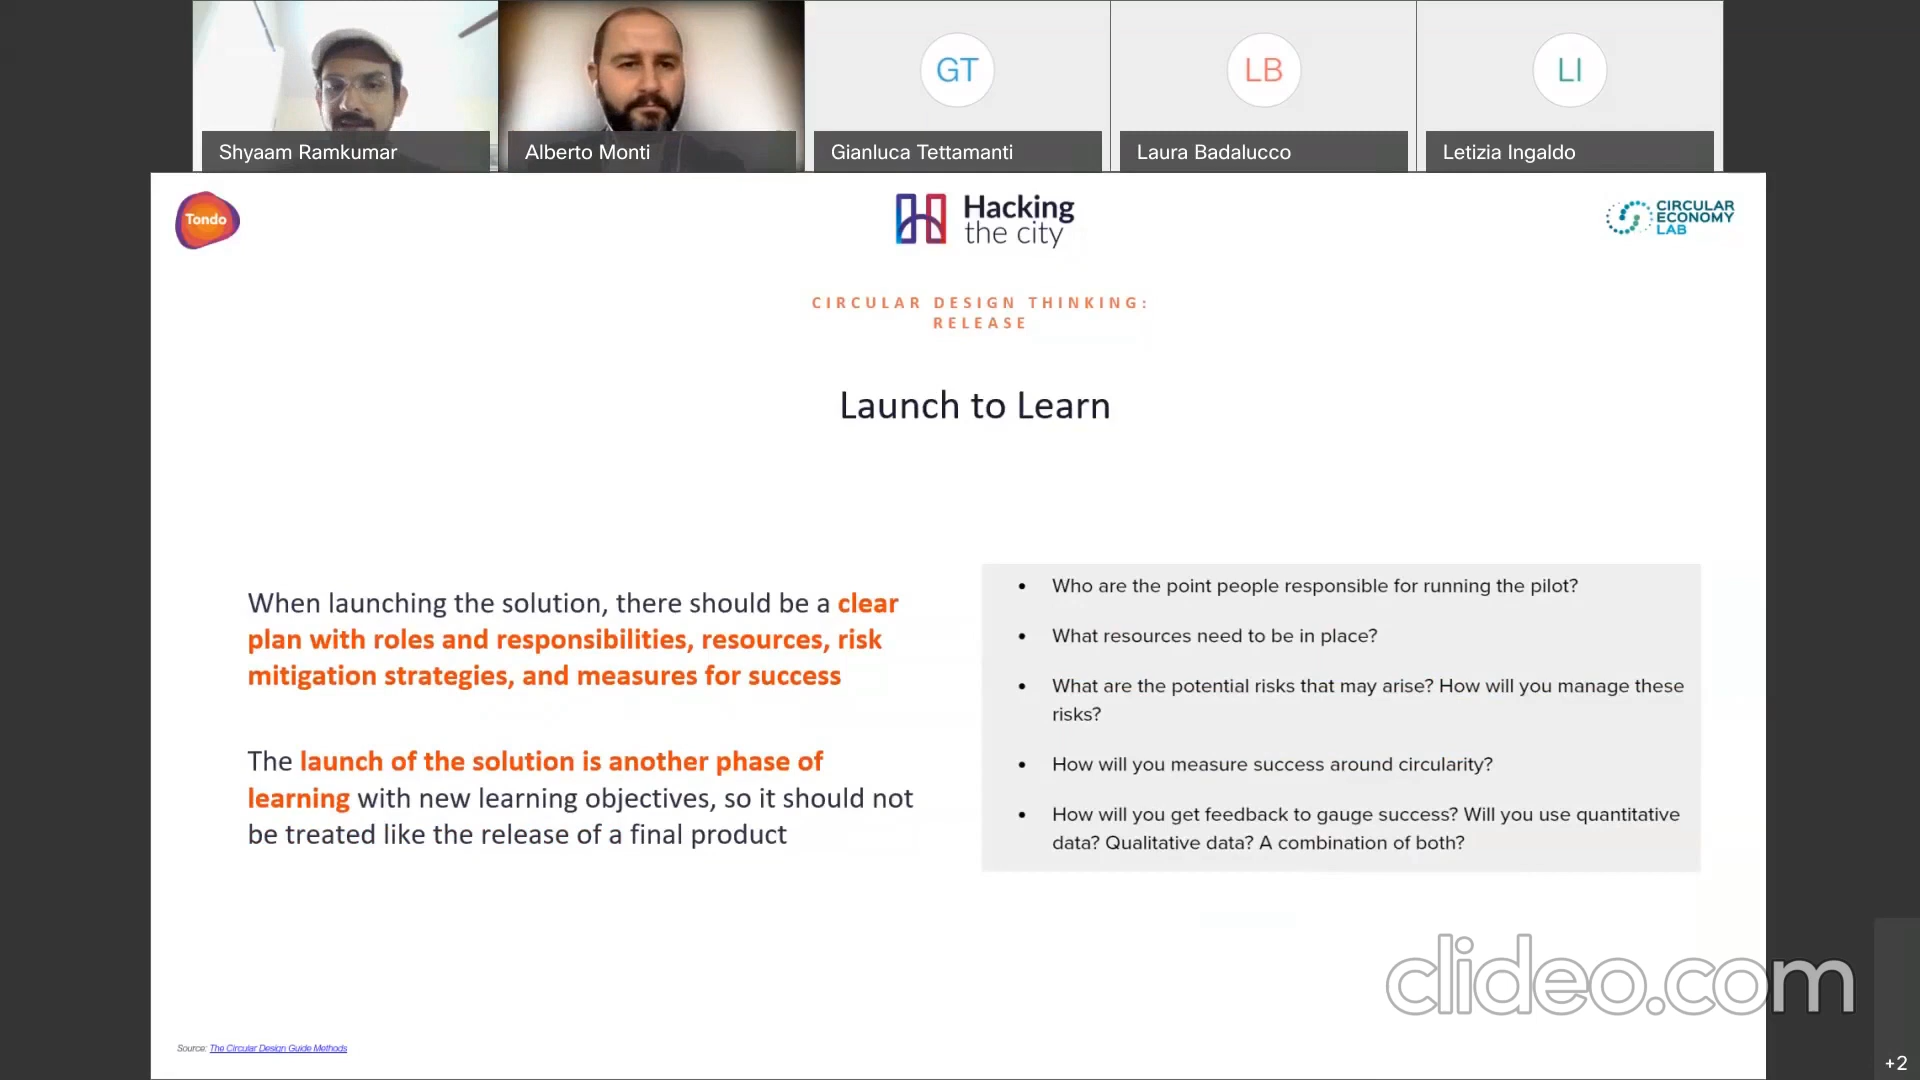 GT
LB
LI
Shyaam Ramkumar
Alberto Monti
Gianluca Tettamanti
Laura Badalucco
Letizia Ingaldo
Tondo
Hacking
the city
CIRCULAR
ECONOMY
LAB
CIRCULAR DESIGN THINKING:
RELEASE
Launch to Learn
When launching the solution, there should be a clear
plan with roles and responsibilities, resources, risk
mitigation strategies, and measures for success
The launch of the solution is another phase of
learning with new learning objectives, so it should not
be treated like the release of a final product
• Who are the point people responsible for running the pilot?
• What resources need to be in place?
• What are the potential risks that may arise? How will you manage these
risks?
• How will you measure success around circularity?
• How will you get feedback to gauge success? Will you use quantitative
data? Qualitative data? A combination of both?
clideo.com
Source: The Circular Design Guide Methods
+2